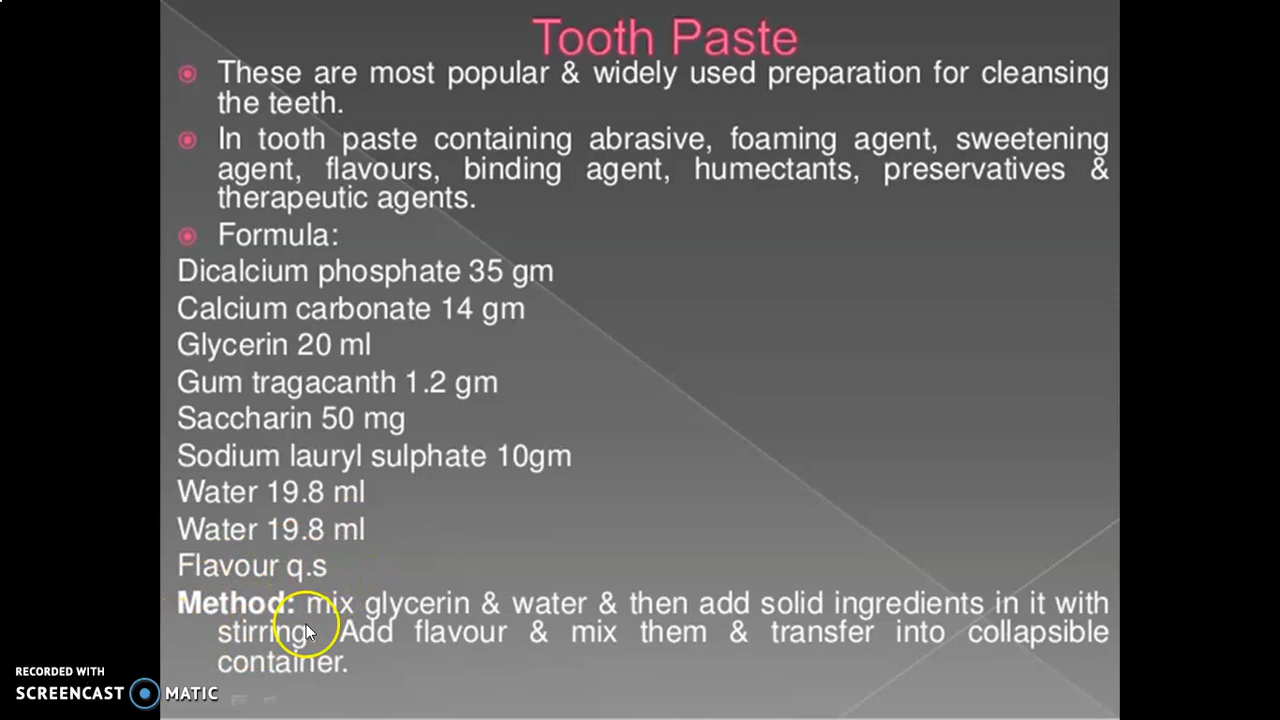 Tooth Paste
These are most popular & widely used preparation for cleansing
the teeth.
In tooth paste containing abrasive, foaming agent, sweetening
agent, flavours, binding agent, humectants, preservatives &
therapeutic agents.
Formula:
Dicalcium phosphate 35 gm
Calcium carbonate 14 gm
Glycerin 20 ml
Gum tragacanth 1.2 gm
Saccharin 50 mg
Sodium lauryl sulphate 10gm
Water 19.8 ml
Water 19.8 ml
Flavour q.s
Method: mix glycerin & water & then add solid ingredients in it with
stirring. Add flavour & mix them & transfer into collapsible
container.
RECORDED WITH
SCREENCAST MATIC